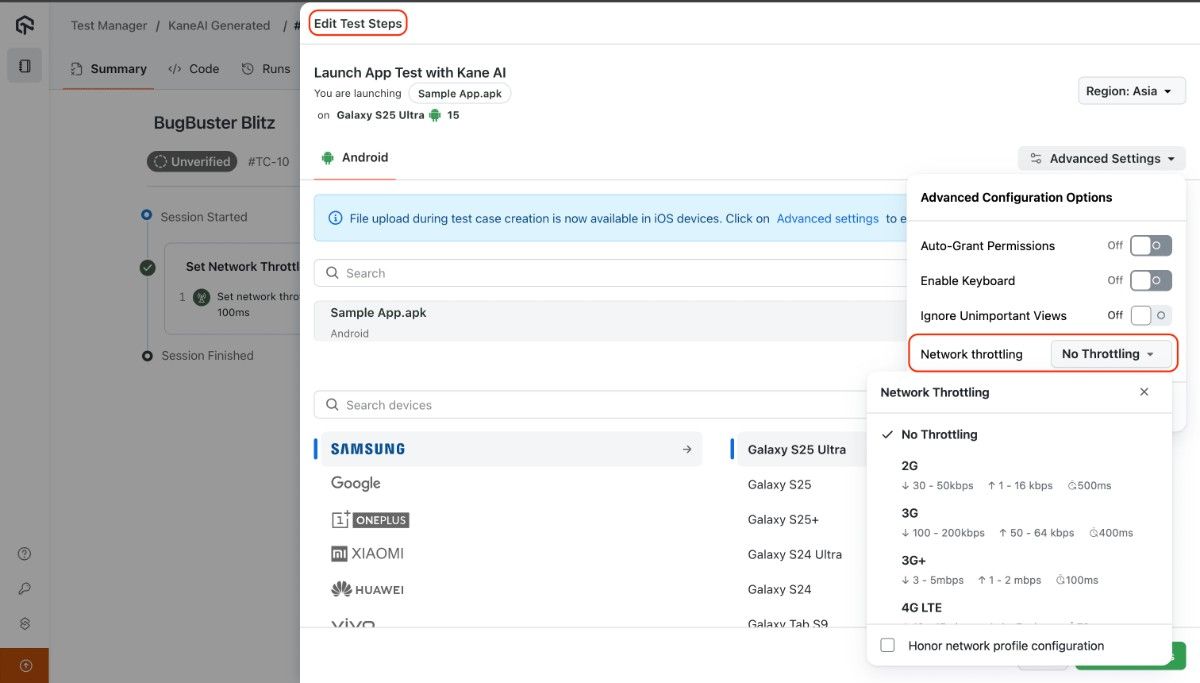 Test Manager / KaneAI Generated / #
Summary
Code
Runs
BugBuster Blitz
Unverified #TC-10
Session Started
Set Network Throttl
1 Set network thro
100ms
Session Finished
Edit Test Steps
Launch App Test with Kane AI
You are launching Sample App.apk
on Galaxy S25 Ultra 15
Region: Asia
Android
Advanced Settings
File upload during test case creation is now available in iOS devices. Click on Advanced settings to e
Search
Sample App.apk
Android
Search devices
SAMSUNG
Google
1+ ONEPLUS
mi XIAOMI
HUAWEI
vivo
Galaxy S25 Ultra
Galaxy S25
Galaxy S25+
Galaxy S24 Ultra
Galaxy S24
Galaxy Tab S9
Advanced Configuration Options
Auto-Grant Permissions Off
Enable Keyboard Off
Ignore Unimportant Views Off
Network throttling No Throttling
Network Throttling
No Throttling
2G
↓ 30 - 50kbps ↑ 1 - 16 kbps 500ms
3G
↓ 100 - 200kbps ↑ 50 - 64 kbps 400ms
3G+
↓ 3 - 5mbps ↑ 1 - 2 mbps 100ms
4G LTE
Honor network profile configuration